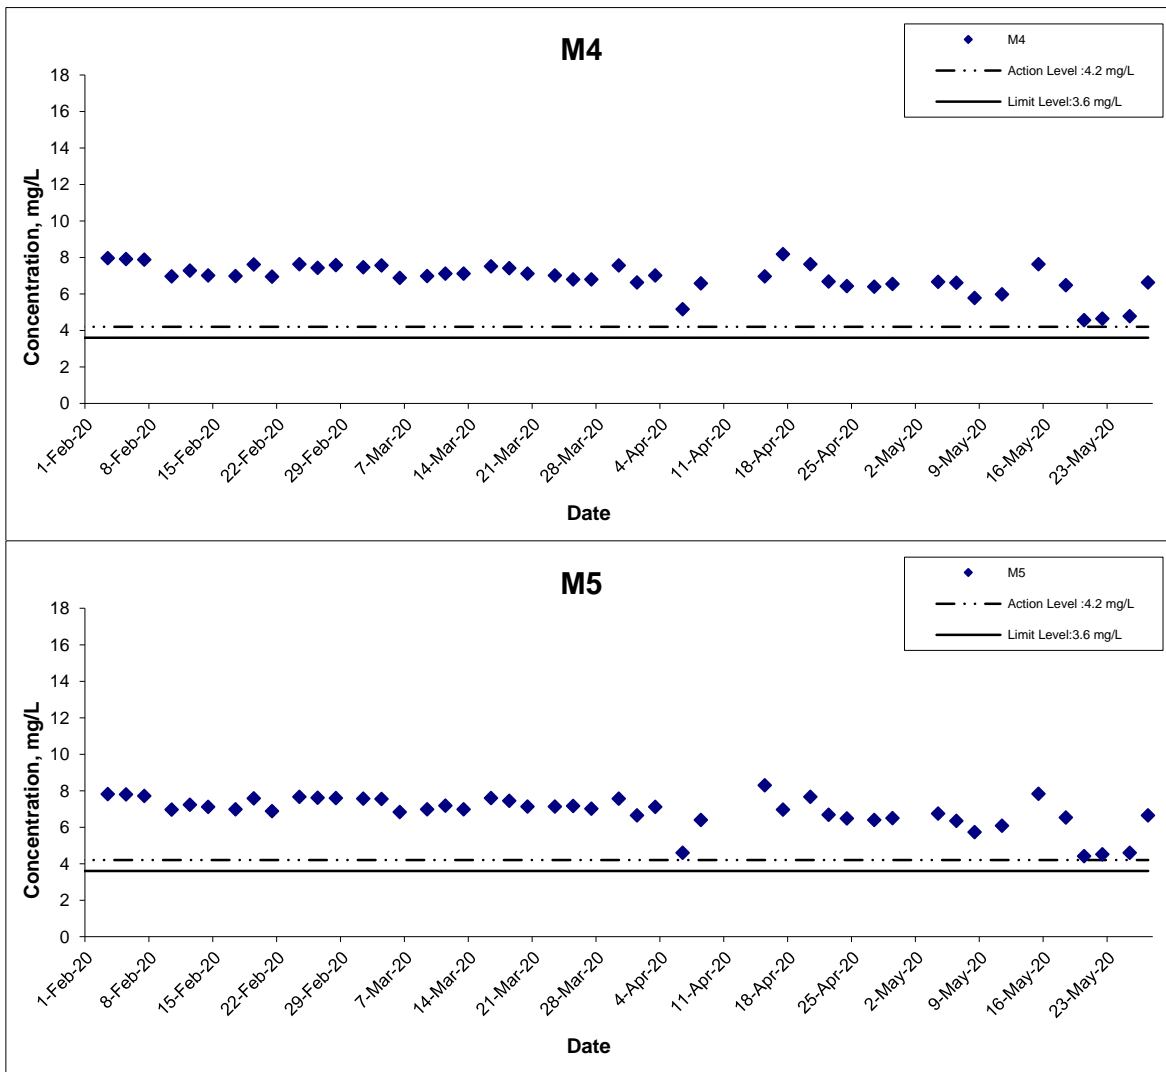 M4
M4
Action Level :4.2 mg/L
Limit Level:3.6 mg/L
Concentration, mg/L
18
16
14
12
10
8
6
4
2
0
1-Feb-20
8-Feb-20
15-Feb-20
22-Feb-20
29-Feb-20
7-Mar-20
14-Mar-20
21-Mar-20
28-Mar-20
4-Apr-20
11-Apr-20
18-Apr-20
25-Apr-20
2-May-20
9-May-20
16-May-20
23-May-20
Date
M5
M5
Action Level :4.2 mg/L
Limit Level:3.6 mg/L
Concentration, mg/L
18
16
14
12
10
8
6
4
2
0
1-Feb-20
8-Feb-20
15-Feb-20
22-Feb-20
29-Feb-20
7-Mar-20
14-Mar-20
21-Mar-20
28-Mar-20
4-Apr-20
11-Apr-20
18-Apr-20
25-Apr-20
2-May-20
9-May-20
16-May-20
23-May-20
Date